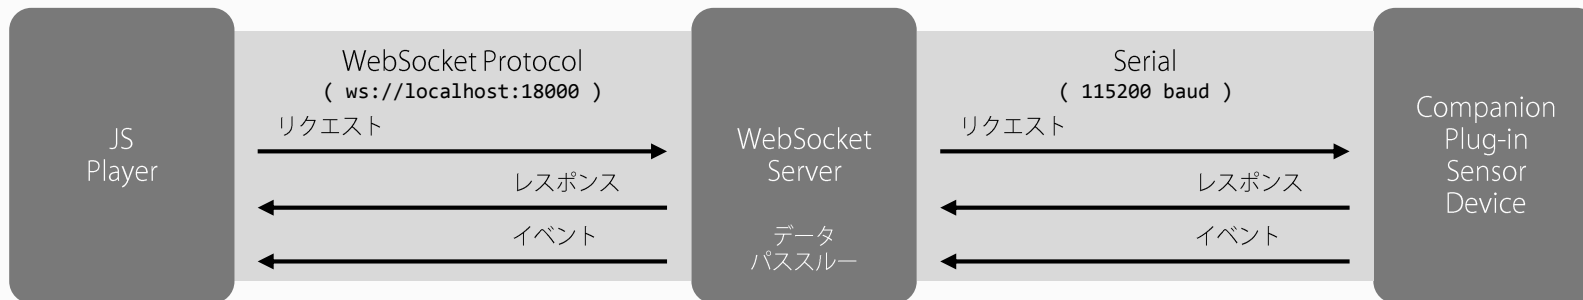 JS
Player
WebSocket Protocol
( ws://localhost:18000 )
リクエスト
レスポンス
イベント
WebSocket
Server
データ
パススルー
Serial
( 115200 baud )
リクエスト
レスポンス
イベント
Companion
Plug-in
Sensor
Device